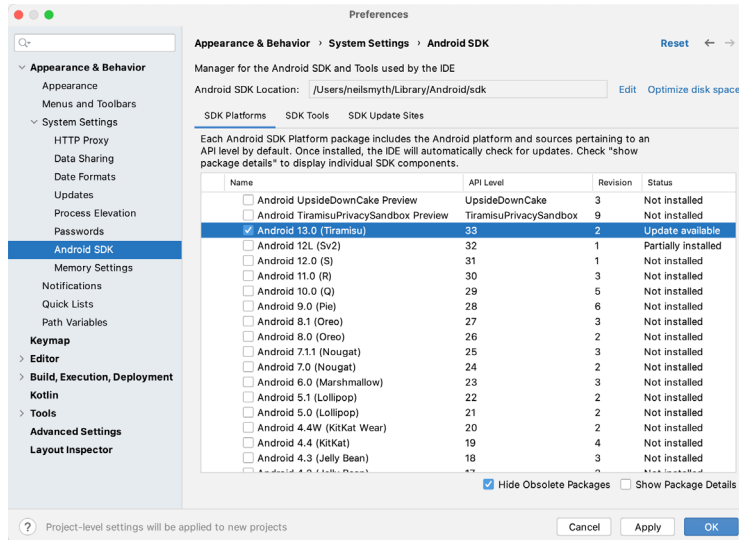 Preferences
Appearance & Behavior › System Settings › Android SDK
Reset
Manager for the Android SDK and Tools used by the IDE
Android SDK Location: /Users/neilsmyth/Library/Android/sdk Edit Optimize disk space
Appearance & Behavior
Appearance
Menus and Toolbars
System Settings
HTTP Proxy
Data Sharing
Date Formats
Updates
Process Elevation
Passwords
Android SDK
Memory Settings
Notifications
Quick Lists
Path Variables
Keymap
Editor
Build, Execution, Deployment
Kotlin
Tools
Advanced Settings
Layout Inspector
SDK Platforms SDK Tools SDK Update Sites
Each Android SDK Platform package includes the Android platform and sources pertaining to an
API level by default. Once installed, the IDE will automatically check for updates. Check "show
package details" to display individual SDK components.
Name API Level Revision Status
Android UpsideDownCake Preview UpsideDownCake 3 Not installed
Android TiramisuPrivacySandbox Preview TiramisuPrivacySandbox 9 Not installed
Android 13.0 (Tiramisu) 33 2 Update available
Android 12L (Sv2) 32 1 Partially installed
Android 12.0 (S) 31 1 Not installed
Android 11.0 (R) 30 3 Not installed
Android 10.0 (Q) 29 5 Not installed
Android 9.0 (Pie) 28 6 Not installed
Android 8.1 (Oreo) 27 3 Not installed
Android 8.0 (Oreo) 26 2 Not installed
Android 7.1.1 (Nougat) 25 3 Not installed
Android 7.0 (Nougat) 24 2 Not installed
Android 6.0 (Marshmallow) 23 3 Not installed
Android 5.1 (Lollipop) 22 2 Not installed
Android 5.0 (Lollipop) 21 2 Not installed
Android 4.4W (KitKat Wear) 20 2 Not installed
Android 4.4 (KitKat) 19 4 Not installed
Android 4.3 (Jelly Bean) 18 3 Not installed
Hide Obsolete Packages Show Package Details
? Project-level settings will be applied to new projects
Cancel Apply OK